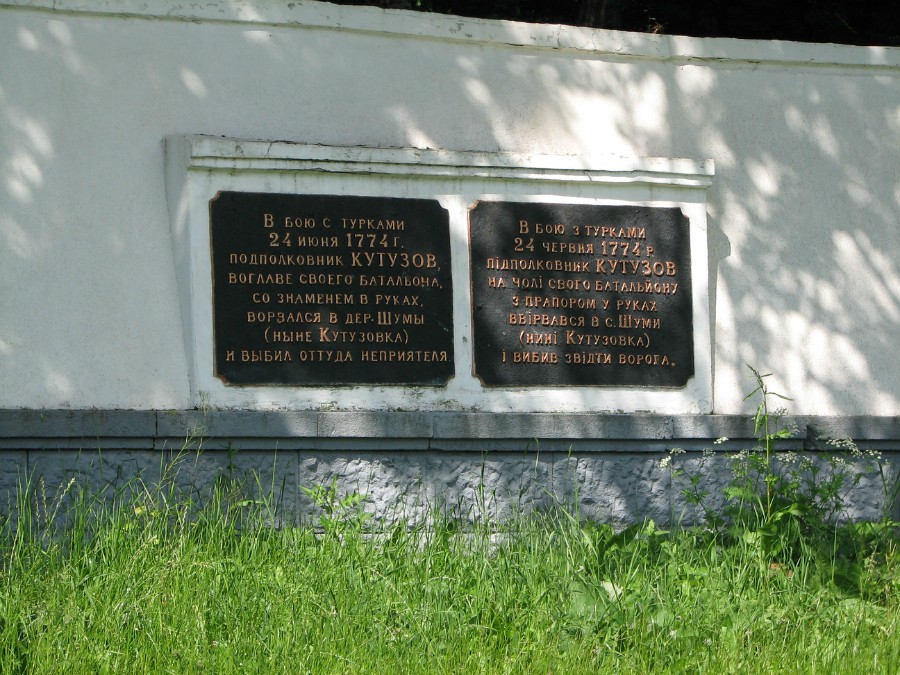 В бою с турками
24 июня 1774 г.
подполковник КУТУЗОВ,
воглаве своего батальона,
со знаменем в руках,
ворвался в дер. Шумы
(ныне Кутузовка)
и выбил оттуда неприятеля.
В бою з турками
24 червня 1774 р.
підполковник КУТУЗОВ
на чолі свого батальйону
з прапором у руках
ввірвався в с. Шуми
(нині Кутузовка)
і вибив звідти ворога.